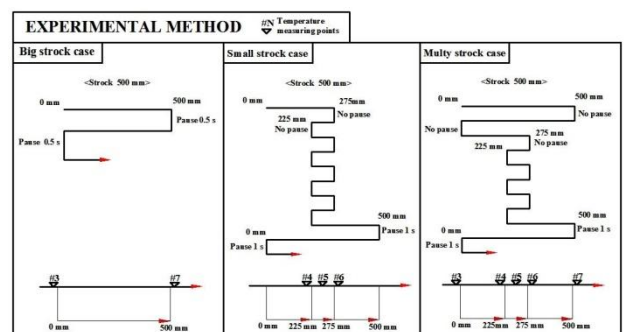 EXPERIMENTAL METHOD
#N Temperature
measuring points
Big strock case
<Strock 500 mm>
0 mm
500 mm
Pause 0.5 s
Pause 0.5 s
#3
#7
0 mm
500 mm
Small strock case
<Strock 500 mm>
0 mm
275mm
No pause
225 mm
No pause
500 mm
0 mm
Pause 1 s
Pause 1 s
#4 #5 #6
0 mm
225 mm
275 mm
500 mm
Multy strock case
<Strock 500 mm>
0 mm
500 mm
No pause
No pause
275 mm
No pause
225 mm
500 mm
0 mm
Pause 1 s
Pause 1 s
#3
#4 #5 #6
#7
0 mm
225 mm
275 mm
500 mm